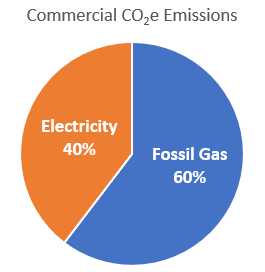 Commercial CO₂e Emissions
Electricity
40%
Fossil Gas
60%